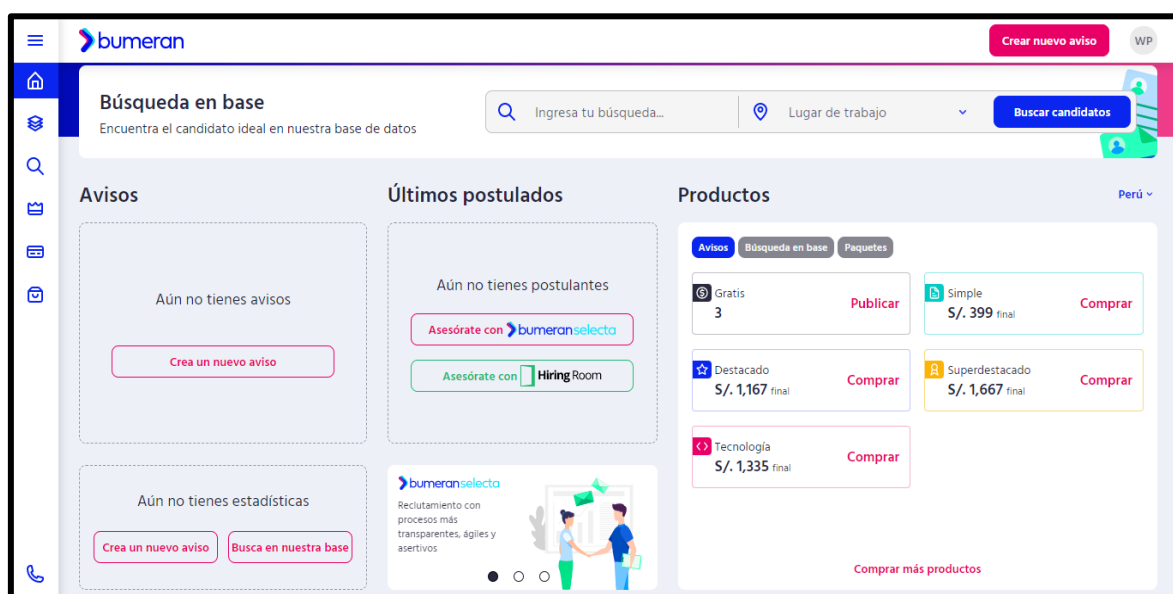 bumeran
Crear nuevo aviso
WP
Búsqueda en base
Encuentra el candidato ideal en nuestra base de datos
Ingresa tu búsqueda...
Lugar de trabajo
Buscar candidatos
Avisos
Aún no tienes avisos
Crea un nuevo aviso
Aún no tienes estadísticas
Crea un nuevo aviso
Busca en nuestra base
Últimos postulados
Aún no tienes postulantes
Asesórate con bumeranselecta
Asesórate con HiringRoom
bumeranselecta
Reclutamiento con
procesos más
transparentes, ágiles y
asertivos
Productos
Perú
Avisos
Búsqueda en base
Paquetes
Gratis
3
Publicar
Simple
S/. 399 final
Comprar
Destacado
S/. 1,167 final
Comprar
Superdestacado
S/. 1,667 final
Comprar
Tecnología
S/. 1,335 final
Comprar
Comprar más productos